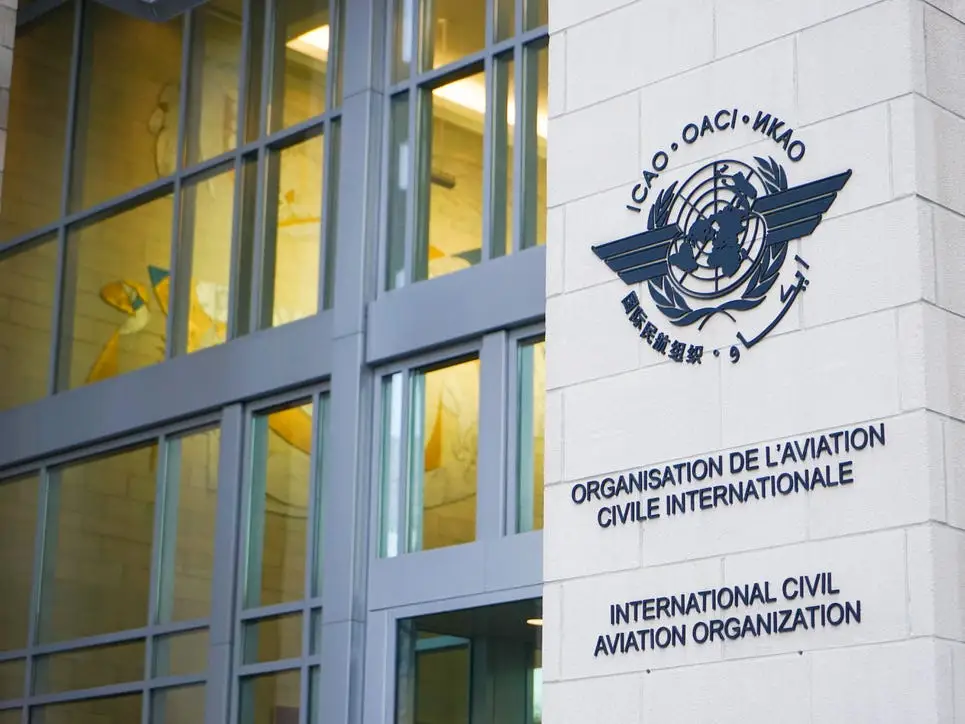 ICAO • OACI • ИКАО
国际民航组织
ORGANISATION DE L'AVIATION
CIVILE INTERNATIONALE
INTERNATIONAL CIVIL
AVIATION ORGANIZATION